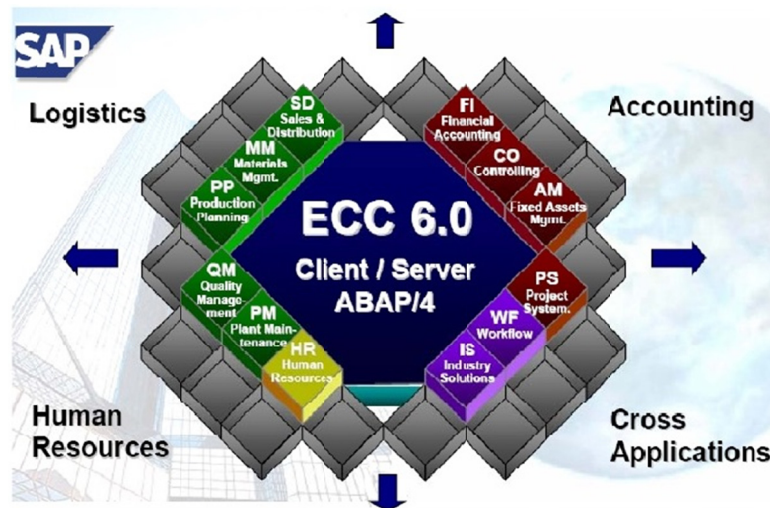 SAP
Logistics
Accounting
SD
Sales &
Distribution
MM
Materials
Mgmt.
PP
Production
Planning
FI
Financial
Accounting
CO
Controlling
AM
Fixed Assets
Mgmt.
ECC 6.0
Client / Server
ABAP/4
QM
Quality
Manage-
ment
PM
Plant Main-
tenance
HR
Human
Resources
PS
Project
System.
WF
Workflow
IS
Industry
Solutions
Human
Resources
Cross
Applications